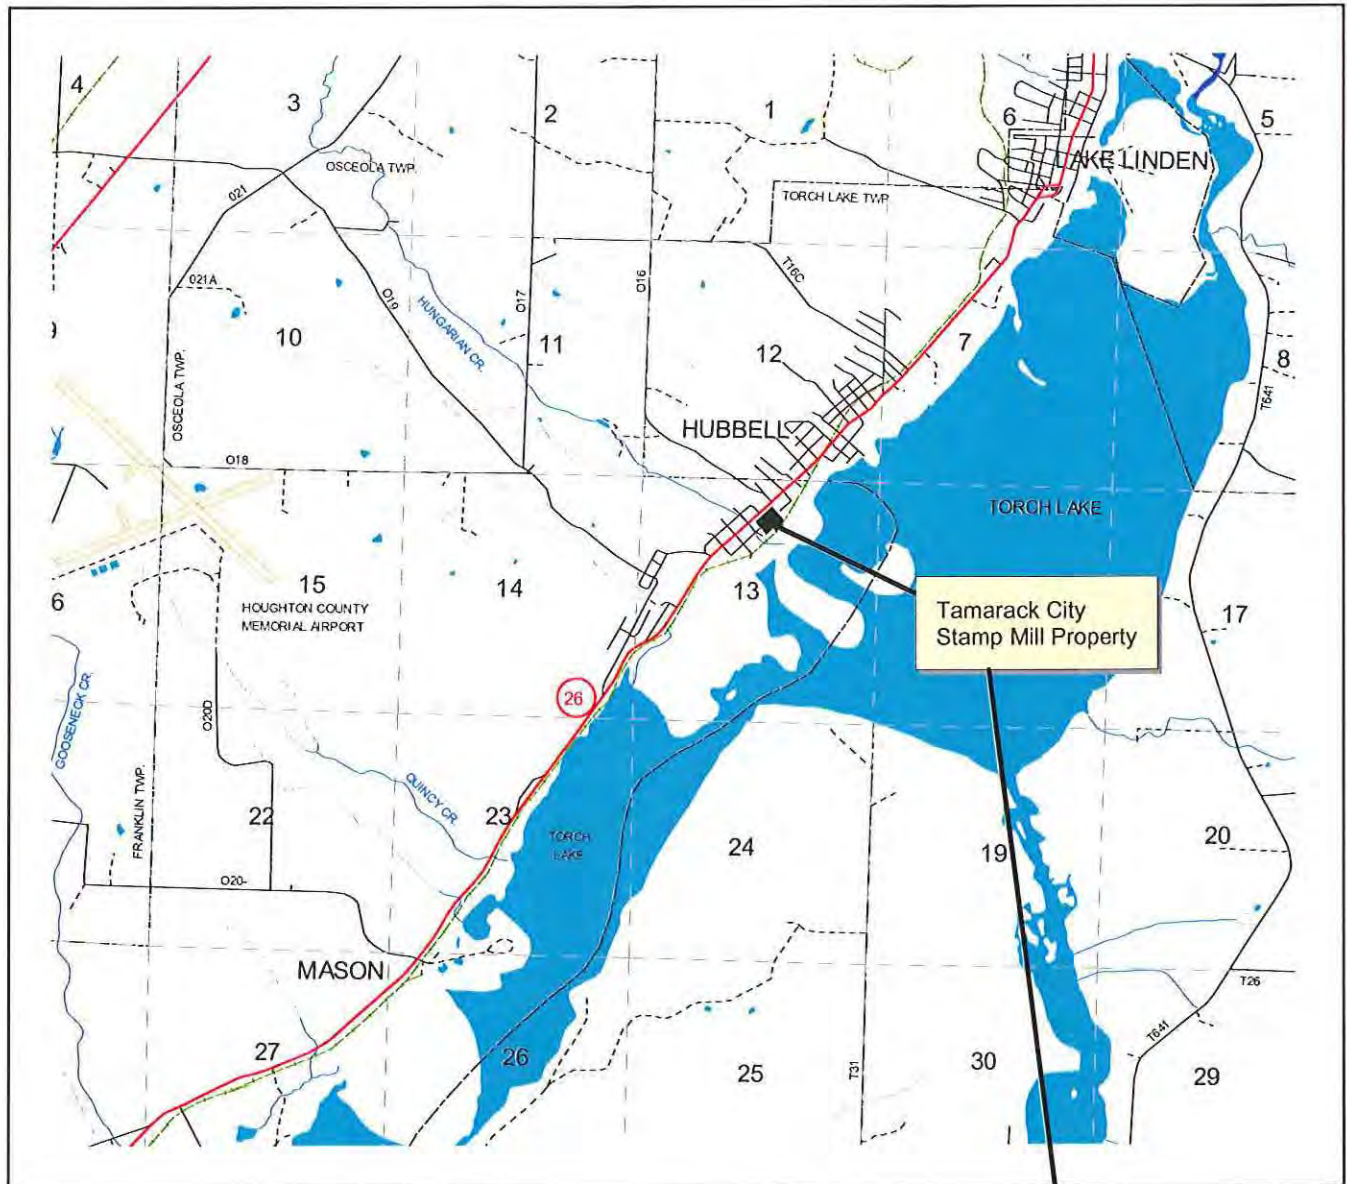 4
3
2
1
6
5
OSCEOLA TWP.
LAKE LINDEN
TORCH LAKE TWP
O21
T16C
O21A
O19
O17
O16
HUNGARIAN CR.
10
11
12
7
8
OSCEOLA TWP.
T641
HUBBELL
O18
TORCH LAKE
15
14
13
17
6
HOUGHTON COUNTY
MEMORIAL AIRPORT
Tamarack City
Stamp Mill Property
GOOSENECK CR.
O20D
26
QUINCY CR.
FRANKLIN TWP.
22
23
TORCH
LAKE
24
19
20
O20-
MASON
T26
27
26
25
T31
30
T641
29